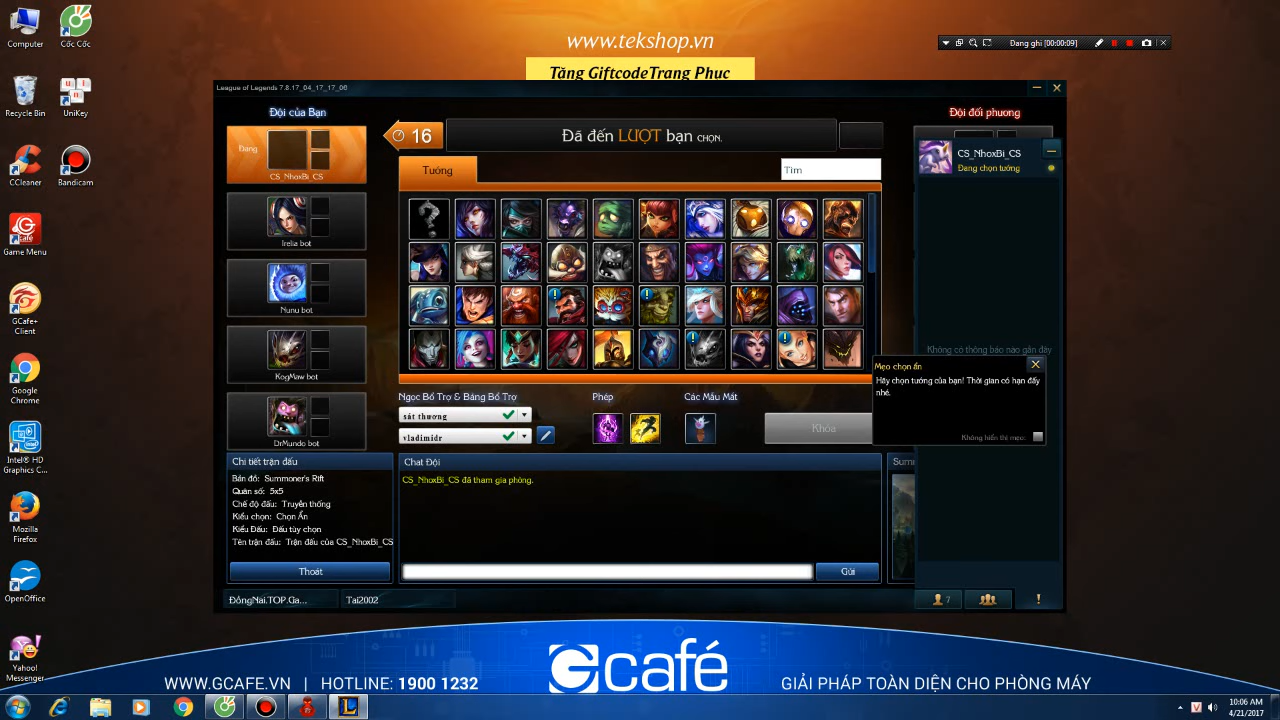 www.tekshop.vn
Tặng GiftcodeTrang Phục
Computer
Cốc Cốc
Recycle Bin
UniKey
CCleaner
Bandicam
Game Menu
GCafe+
Client
Google
Chrome
Intel® HD
Graphics C...
Mozilla
Firefox
OpenOffice
Yahoo!
Messenger
Đang ghi [00:00:09]
League of Legends 7.8.17_04_17_17_06
Đội của Bạn
Đang
CS_NhoxBi_CS
Irelia bot
Nunu bot
KogMaw bot
DrMundo bot
16
Đã đến LƯỢT bạn CHỌN.
Tướng
Tìm
Ngọc Bổ Trợ & Bảng Bổ Trợ
sát thương
vladimidr
Phép
Các Mẫu Mắt
Khóa
Đội đối phương
CS_NhoxBi_CS
Đang chọn tướng
Không có thông báo nào gần đây
Mẹo chọn ẩn
Hãy chọn tướng của bạn! Thời gian có hạn đấy
nhé.
Không hiển thị mẹo:
Chi tiết trận đấu
Bản đồ: Summoner's Rift
Quân số: 5x5
Chế độ đấu: Truyền thống
Kiểu chọn: Chọn Ẩn
Kiểu Đấu: Đấu tùy chọn
Tên trận đấu: Trận đấu của CS_NhoxBi_CS
Thoát
Chat Đội
CS_NhoxBi_CS đã tham gia phòng.
Gửi
Summ
ĐồngNai.TOP.Ga...
Tai2002
7
Gcafé
WWW.GCAFE.VN | HOTLINE: 1900 1232
GIẢI PHÁP TOÀN DIỆN CHO PHÒNG MÁY
10:06 AM
4/21/2017